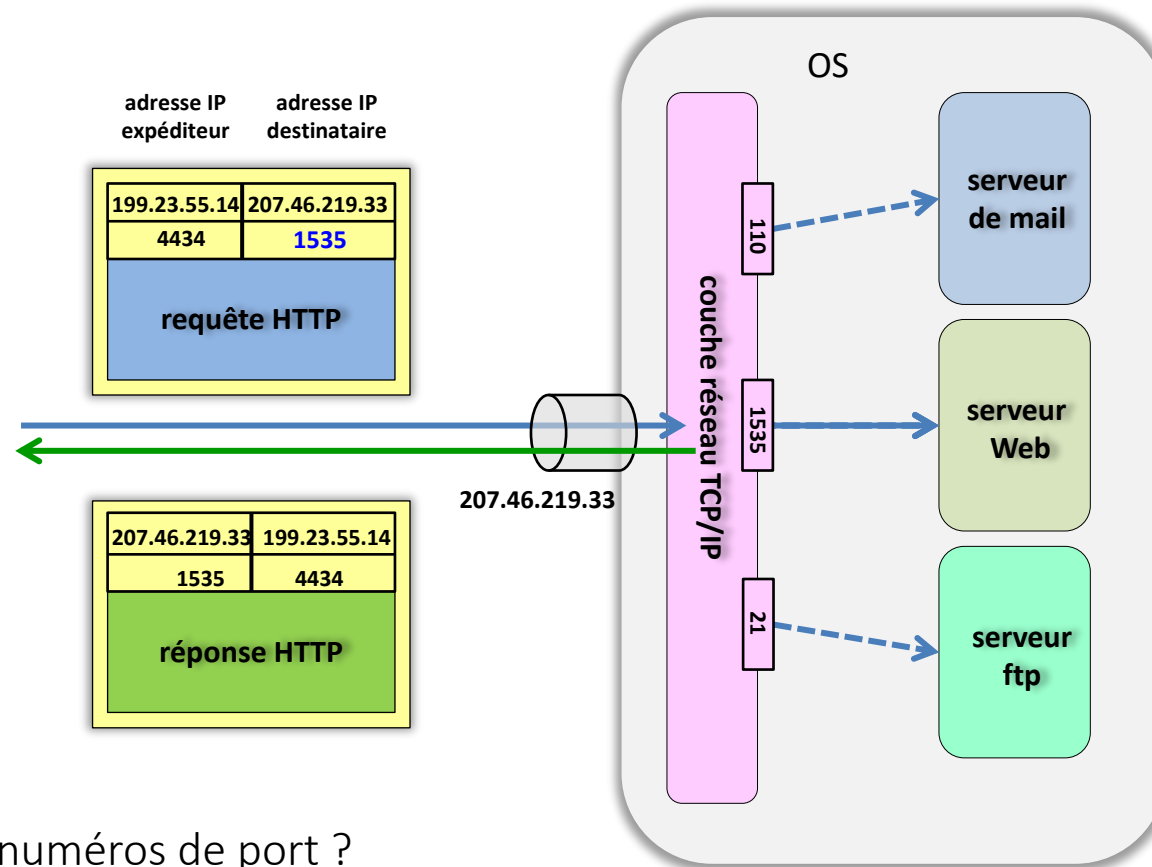 OS
adresse IP expéditeur
adresse IP destinataire
199.23.55.14 207.46.219.33
4434 1535
requête HTTP
207.46.219.33
207.46.219.33 199.23.55.14
1535 4434
réponse HTTP
couche réseau TCP/IP
110
1535
21
serveur
de mail
serveur
Web
serveur
ftp
numéros de port ?